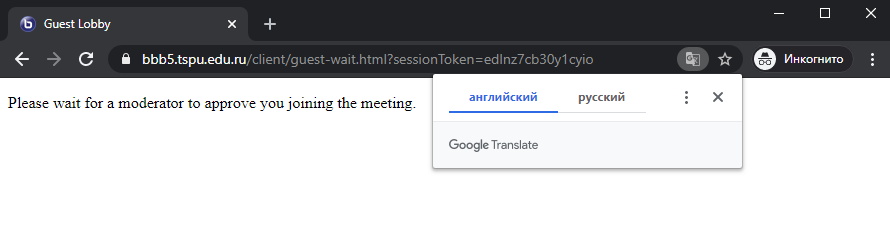 Guest Lobby
bbb5.tspu.edu.ru/client/guest-wait.html?sessionToken=edlnz7cb30y1cyio
Инкогнито
Please wait for a moderator to approve you joining the meeting.
английский
русский
Google Translate